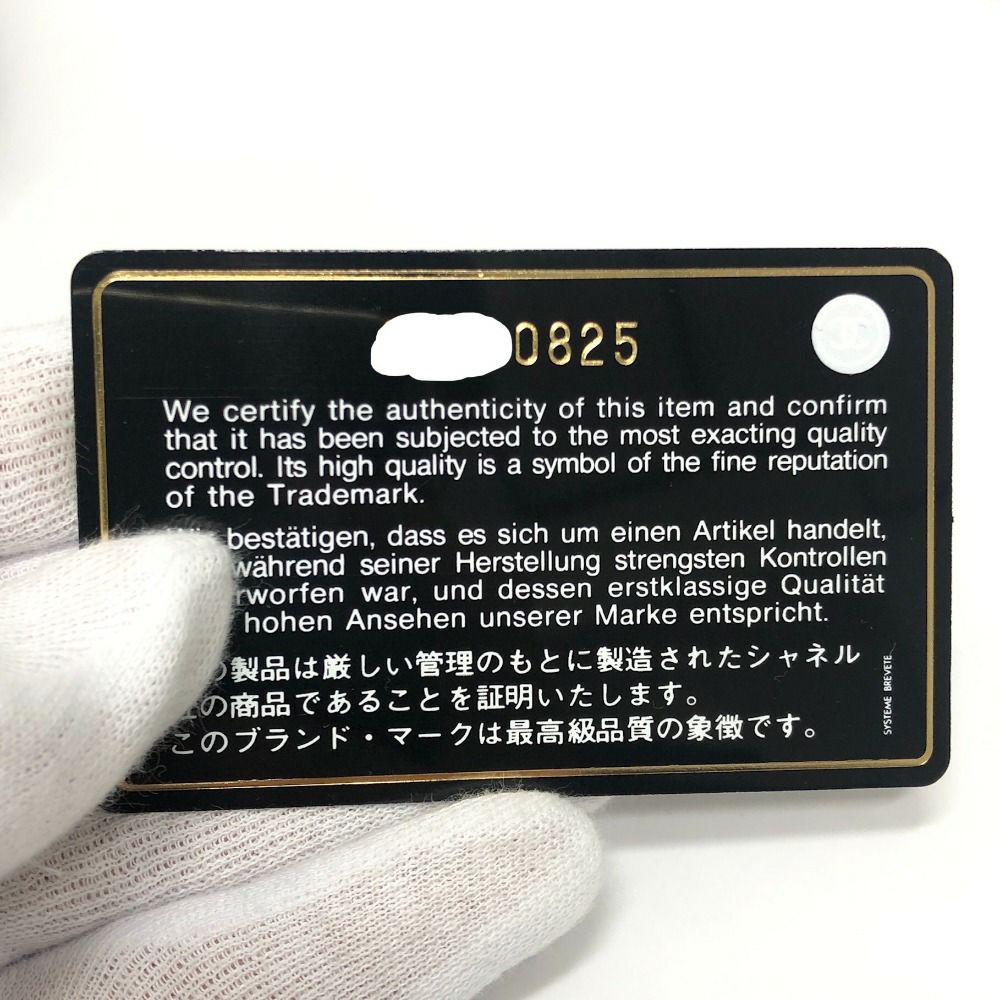 0825
We certify the authenticity of this item and confirm
that it has been subjected to the most exacting quality
control. Its high quality is a symbol of the fine reputation
of the Trademark.
bestätigen, dass es sich um einen Artikel handelt,
während seiner Herstellung strengsten Kontrollen
rworfen war, und dessen erstklassige Qualität
hohen Ansehen unserer Marke entspricht.
製品は厳しい管理のもとに製造されたシャネル
の商品であることを証明いたします。
このブランド・マークは最高級品質の象徴です。
SYSTEME BREVETE